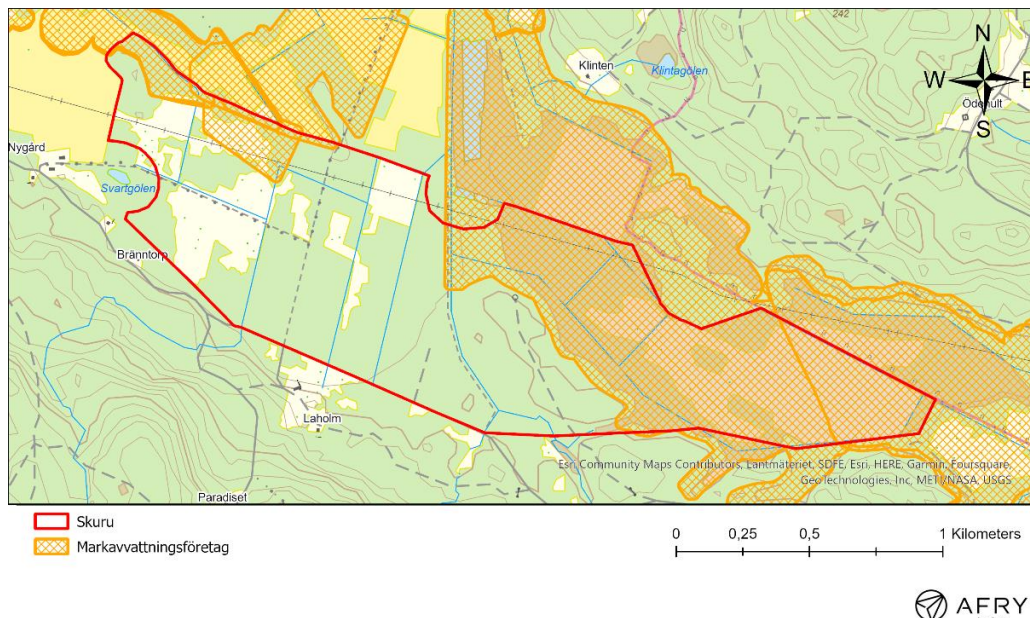 242
N
Klinten
Klintagölen
W
E
Odehult
S
Nygård
Svartgölen
Bränntorp
Laholm
Paradiset
Esri Community Maps Contributors, Lantmäteriet, SDFE, Esri, HERE, Garmin, Foursquare,
GeoTechnologies, Inc, METI/NASA, USGS
Skuru
Markavvattningsföretag
0 0,25 0,5 1 Kilometers
AFRY